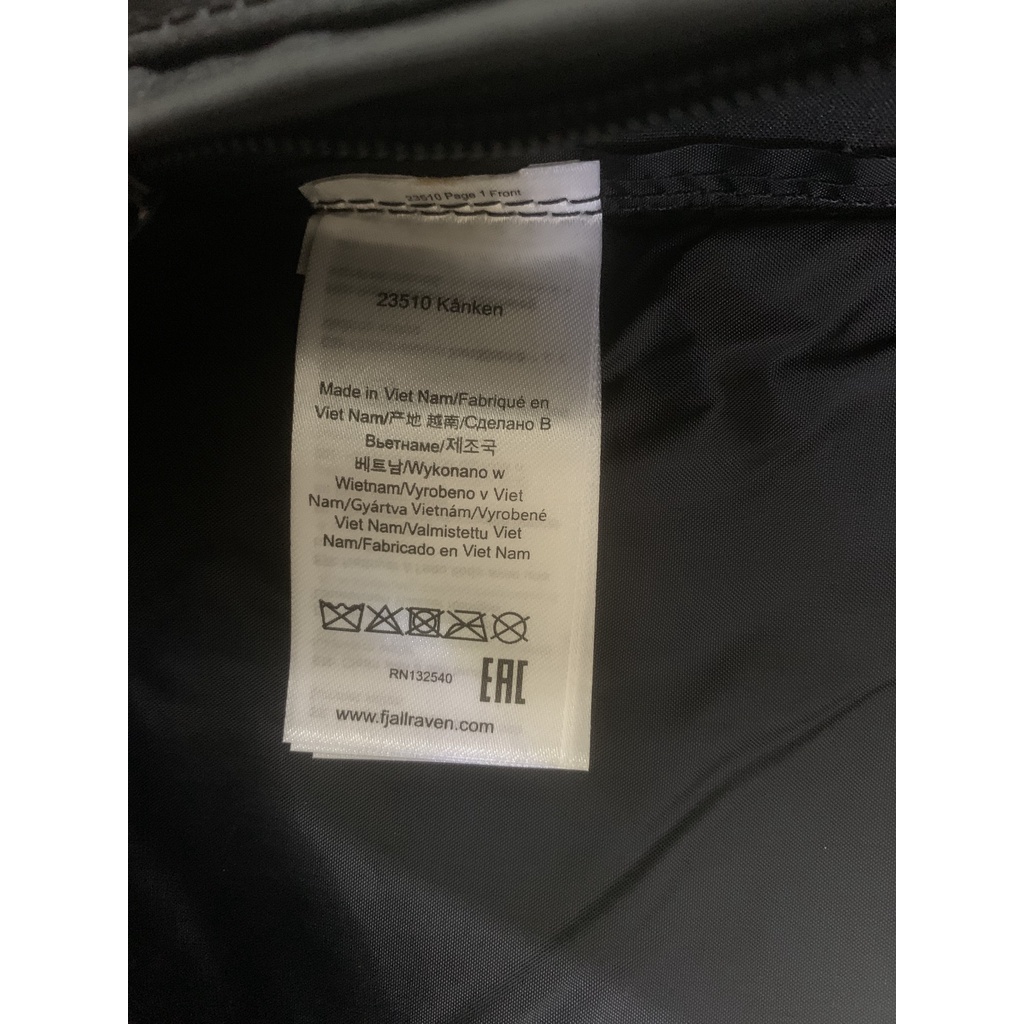 23510 Page 1 Front
23510 Kånken
Made in Viet Nam/Fabriqué en
Viet Nam/产地 越南/Сделано В
Вьетнаме/제조국
베트남/Wykonano w
Wietnam/Vyrobeno v Viet
Nam/Gyártva Vietnám/Vyrobené
Viet Nam/Valmistettu Viet
Nam/Fabricado en Viet Nam
RN132540 EAC
www.fjallraven.com